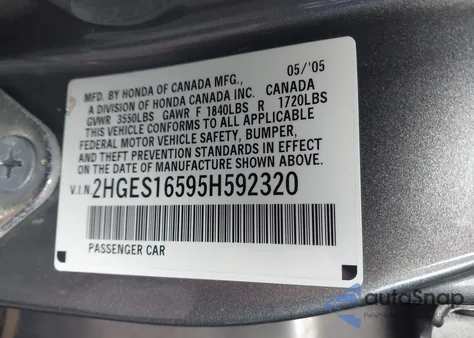 MFD. BY HONDA OF CANADA MFG., 05/'05
A DIVISION OF HONDA CANADA INC. CANADA
GVWR 3550LBS GAWR F 1840LBS R 1720LBS
THIS VEHICLE CONFORMS TO ALL APPLICABLE
FEDERAL MOTOR VEHICLE SAFETY, BUMPER,
AND THEFT PREVENTION STANDARDS IN EFFECT
ON THE DATE OF MANUFACTURE SHOWN ABOVE.
V.I.N. 2HGES16595H592320
PASSENGER CAR
autoSnap